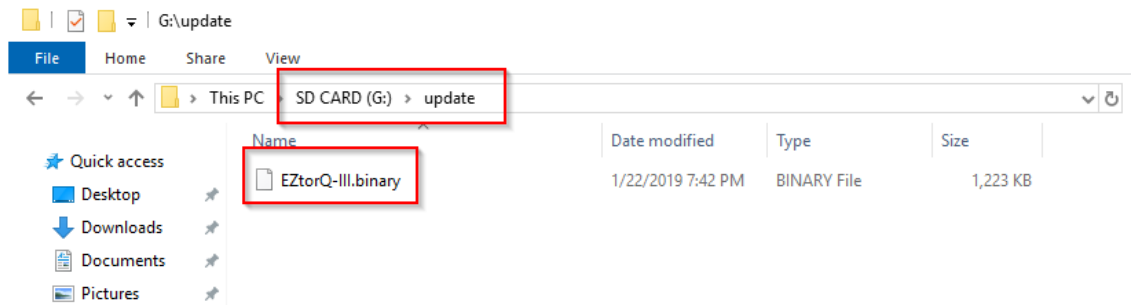 G:\update
File Home Share View
This PC > SD CARD (G:) > update
Name Date modified Type Size
Quick access
EZtorQ-III.binary 1/22/2019 7:42 PM BINARY File 1,223 KB
Desktop
Downloads
Documents
Pictures